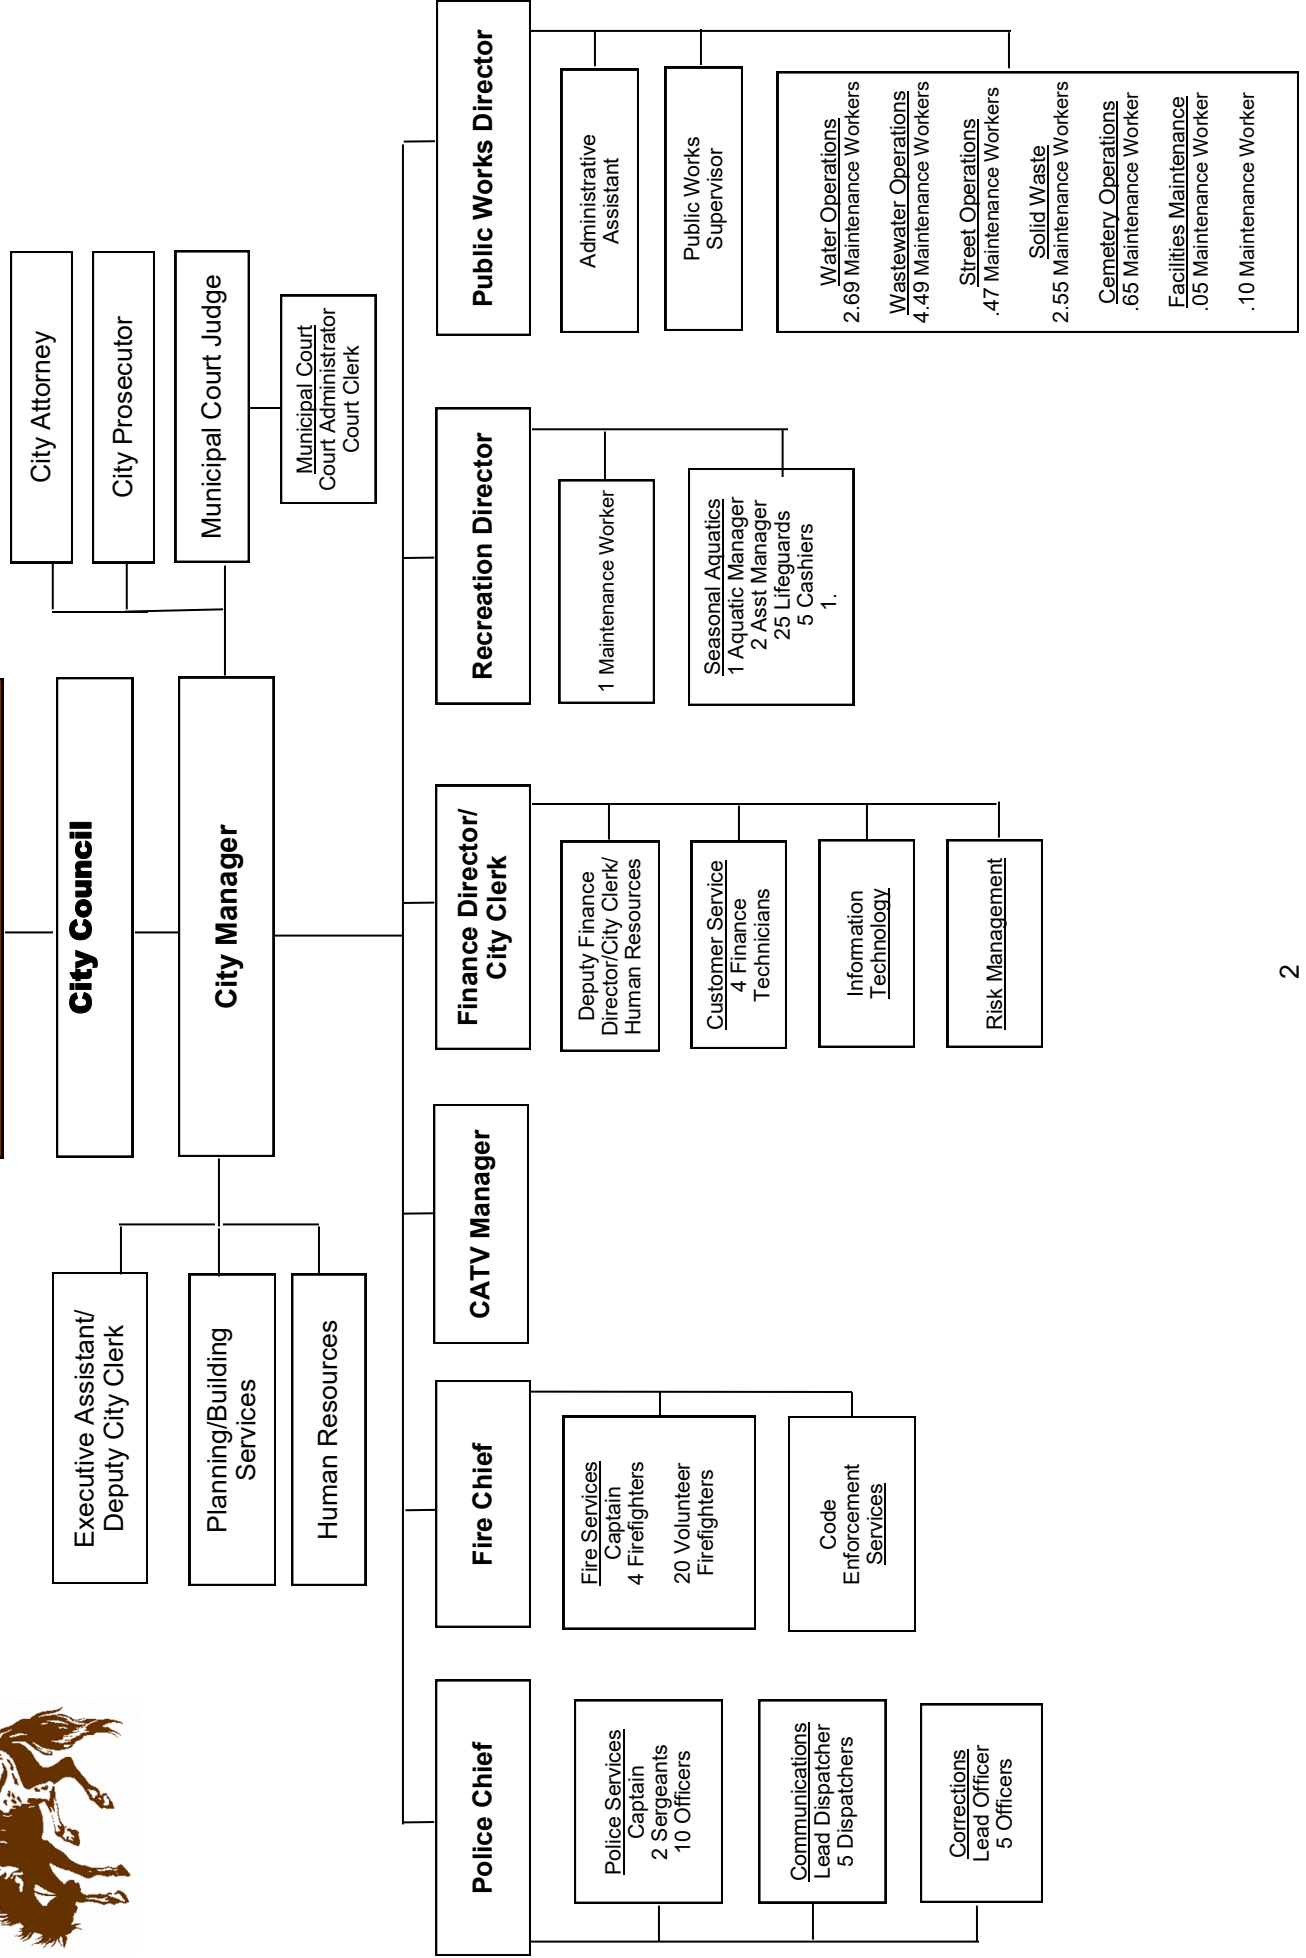 City Council
City Manager
Executive Assistant/
Deputy City Clerk
Planning/Building
Services
Human Resources
City Attorney
City Prosecutor
Municipal Court Judge
Municipal Court
Court Administrator
Court Clerk
Police Chief
Police Services
Captain
2 Sergeants
10 Officers
Communications
Lead Dispatcher
5 Dispatchers
Corrections
Lead Officer
5 Officers
Fire Chief
Fire Services
Captain
4 Firefighters
20 Volunteer
Firefighters
Code
Enforcement
Services
CATV Manager
Finance Director/
City Clerk
Deputy Finance
Director/City Clerk/
Human Resources
Customer Service
4 Finance
Technicians
Information
Technology
Risk Management
Recreation Director
1 Maintenance Worker
Seasonal Aquatics
1 Aquatic Manager
2 Asst Manager
25 Lifeguards
5 Cashiers
1.
Public Works Director
Administrative
Assistant
Public Works
Supervisor
Water Operations
2.69 Maintenance Workers
Wastewater Operations
4.49 Maintenance Workers
Street Operations
.47 Maintenance Workers
Solid Waste
2.55 Maintenance Workers
Cemetery Operations
.65 Maintenance Worker
Facilities Maintenance
.05 Maintenance Worker
.10 Maintenance Worker
2